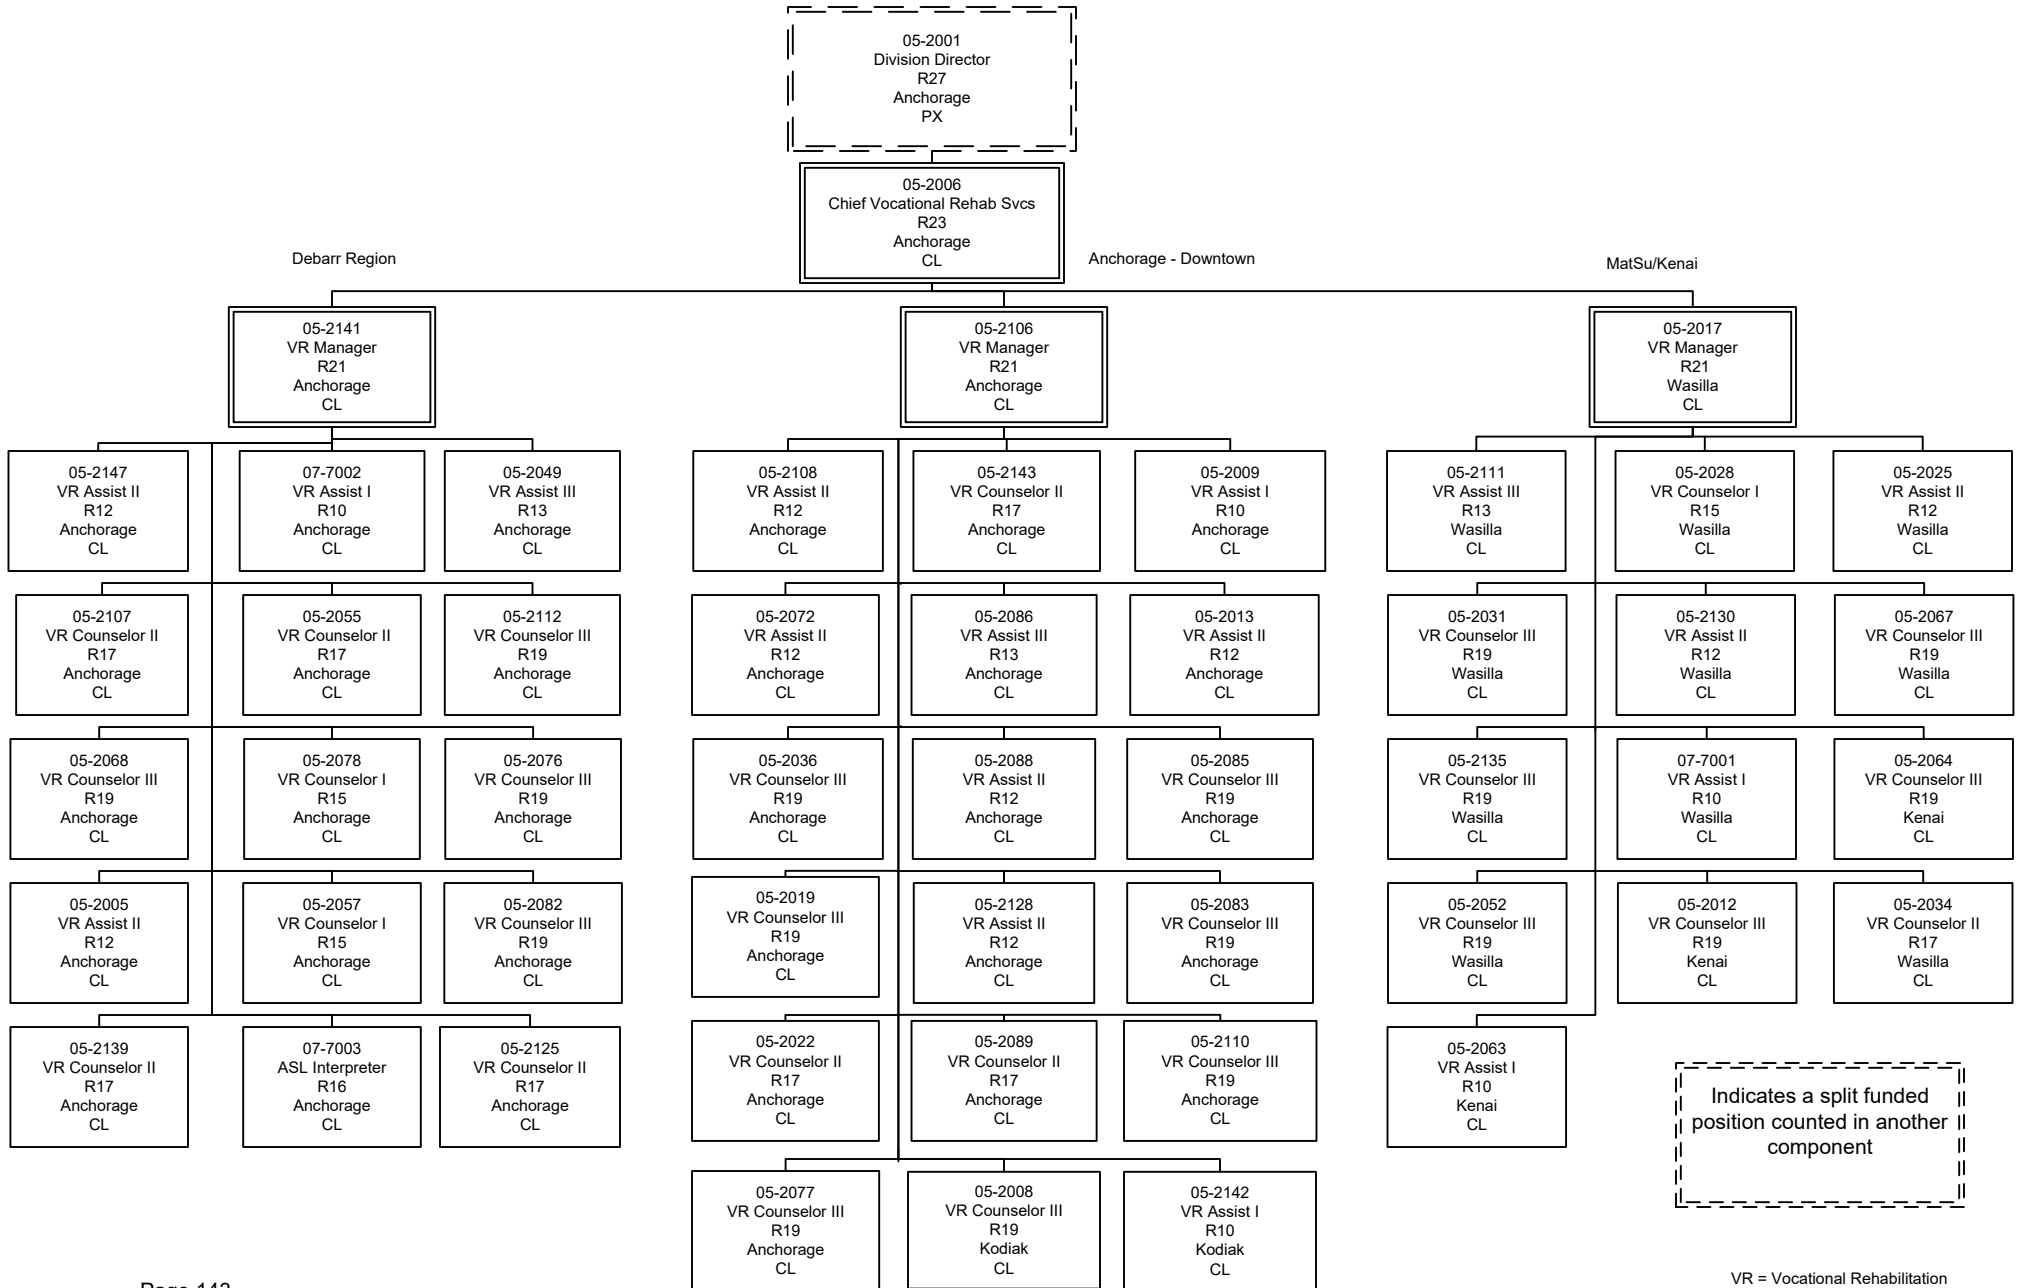 05-2001
Division Director
R27
Anchorage
PX
05-2006
Chief Vocational Rehab Svcs
R23
Anchorage
CL
Debarr Region
Anchorage - Downtown
MatSu/Kenai
05-2141
VR Manager
R21
Anchorage
CL
05-2106
VR Manager
R21
Anchorage
CL
05-2017
VR Manager
R21
Wasilla
CL
05-2147
VR Assist II
R12
Anchorage
CL
07-7002
VR Assist I
R10
Anchorage
CL
05-2049
VR Assist III
R13
Anchorage
CL
05-2108
VR Assist II
R12
Anchorage
CL
05-2143
VR Counselor II
R17
Anchorage
CL
05-2009
VR Assist I
R10
Anchorage
CL
05-2111
VR Assist III
R13
Wasilla
CL
05-2028
VR Counselor I
R15
Wasilla
CL
05-2025
VR Assist II
R12
Wasilla
CL
05-2107
VR Counselor II
R17
Anchorage
CL
05-2055
VR Counselor II
R17
Anchorage
CL
05-2112
VR Counselor III
R19
Anchorage
CL
05-2072
VR Assist II
R12
Anchorage
CL
05-2086
VR Assist III
R13
Anchorage
CL
05-2013
VR Assist II
R12
Anchorage
CL
05-2031
VR Counselor III
R19
Wasilla
CL
05-2130
VR Assist II
R12
Wasilla
CL
05-2067
VR Counselor III
R19
Wasilla
CL
05-2068
VR Counselor III
R19
Anchorage
CL
05-2078
VR Counselor I
R15
Anchorage
CL
05-2076
VR Counselor III
R19
Anchorage
CL
05-2036
VR Counselor III
R19
Anchorage
CL
05-2088
VR Assist II
R12
Anchorage
CL
05-2085
VR Counselor III
R19
Anchorage
CL
05-2135
VR Counselor III
R19
Wasilla
CL
07-7001
VR Assist I
R10
Wasilla
CL
05-2064
VR Counselor III
R19
Kenai
CL
05-2005
VR Assist II
R12
Anchorage
CL
05-2057
VR Counselor I
R15
Anchorage
CL
05-2082
VR Counselor III
R19
Anchorage
CL
05-2019
VR Counselor III
R19
Anchorage
CL
05-2128
VR Assist II
R12
Anchorage
CL
05-2083
VR Counselor III
R19
Anchorage
CL
05-2052
VR Counselor III
R19
Wasilla
CL
05-2012
VR Counselor III
R19
Kenai
CL
05-2034
VR Counselor II
R17
Wasilla
CL
05-2139
VR Counselor II
R17
Anchorage
CL
07-7003
ASL Interpreter
R16
Anchorage
CL
05-2125
VR Counselor II
R17
Anchorage
CL
05-2022
VR Counselor II
R17
Anchorage
CL
05-2089
VR Counselor II
R17
Anchorage
CL
05-2110
VR Counselor III
R19
Anchorage
CL
05-2063
VR Assist I
R10
Kenai
CL
Indicates a split funded
position counted in another
component
05-2077
VR Counselor III
R19
Anchorage
CL
05-2008
VR Counselor III
R19
Kodiak
CL
05-2142
VR Assist I
R10
Kodiak
CL
VR = Vocational Rehabilitation